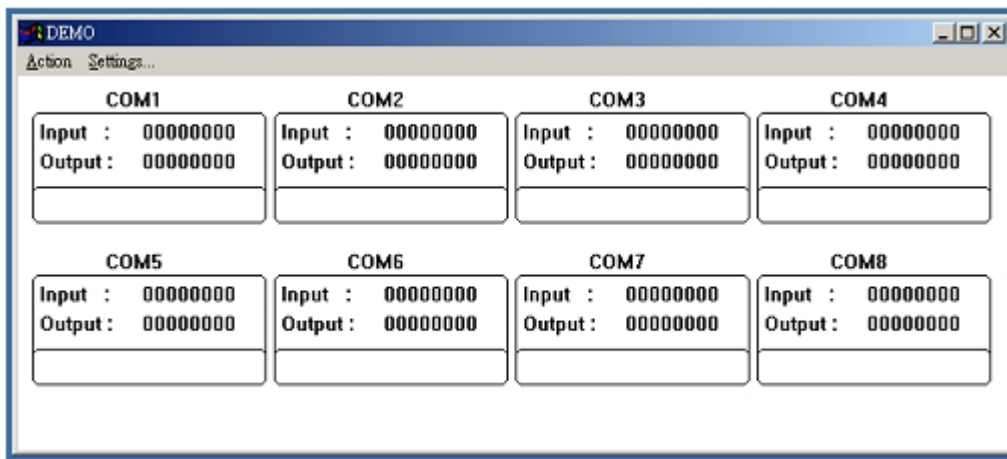 DEMO
Action Settings...
COM1 COM2 COM3 COM4
Input : 00000000 Input : 00000000 Input : 00000000 Input : 00000000
Output : 00000000 Output : 00000000 Output : 00000000 Output : 00000000
COM5 COM6 COM7 COM8
Input : 00000000 Input : 00000000 Input : 00000000 Input : 00000000
Output : 00000000 Output : 00000000 Output : 00000000 Output : 00000000